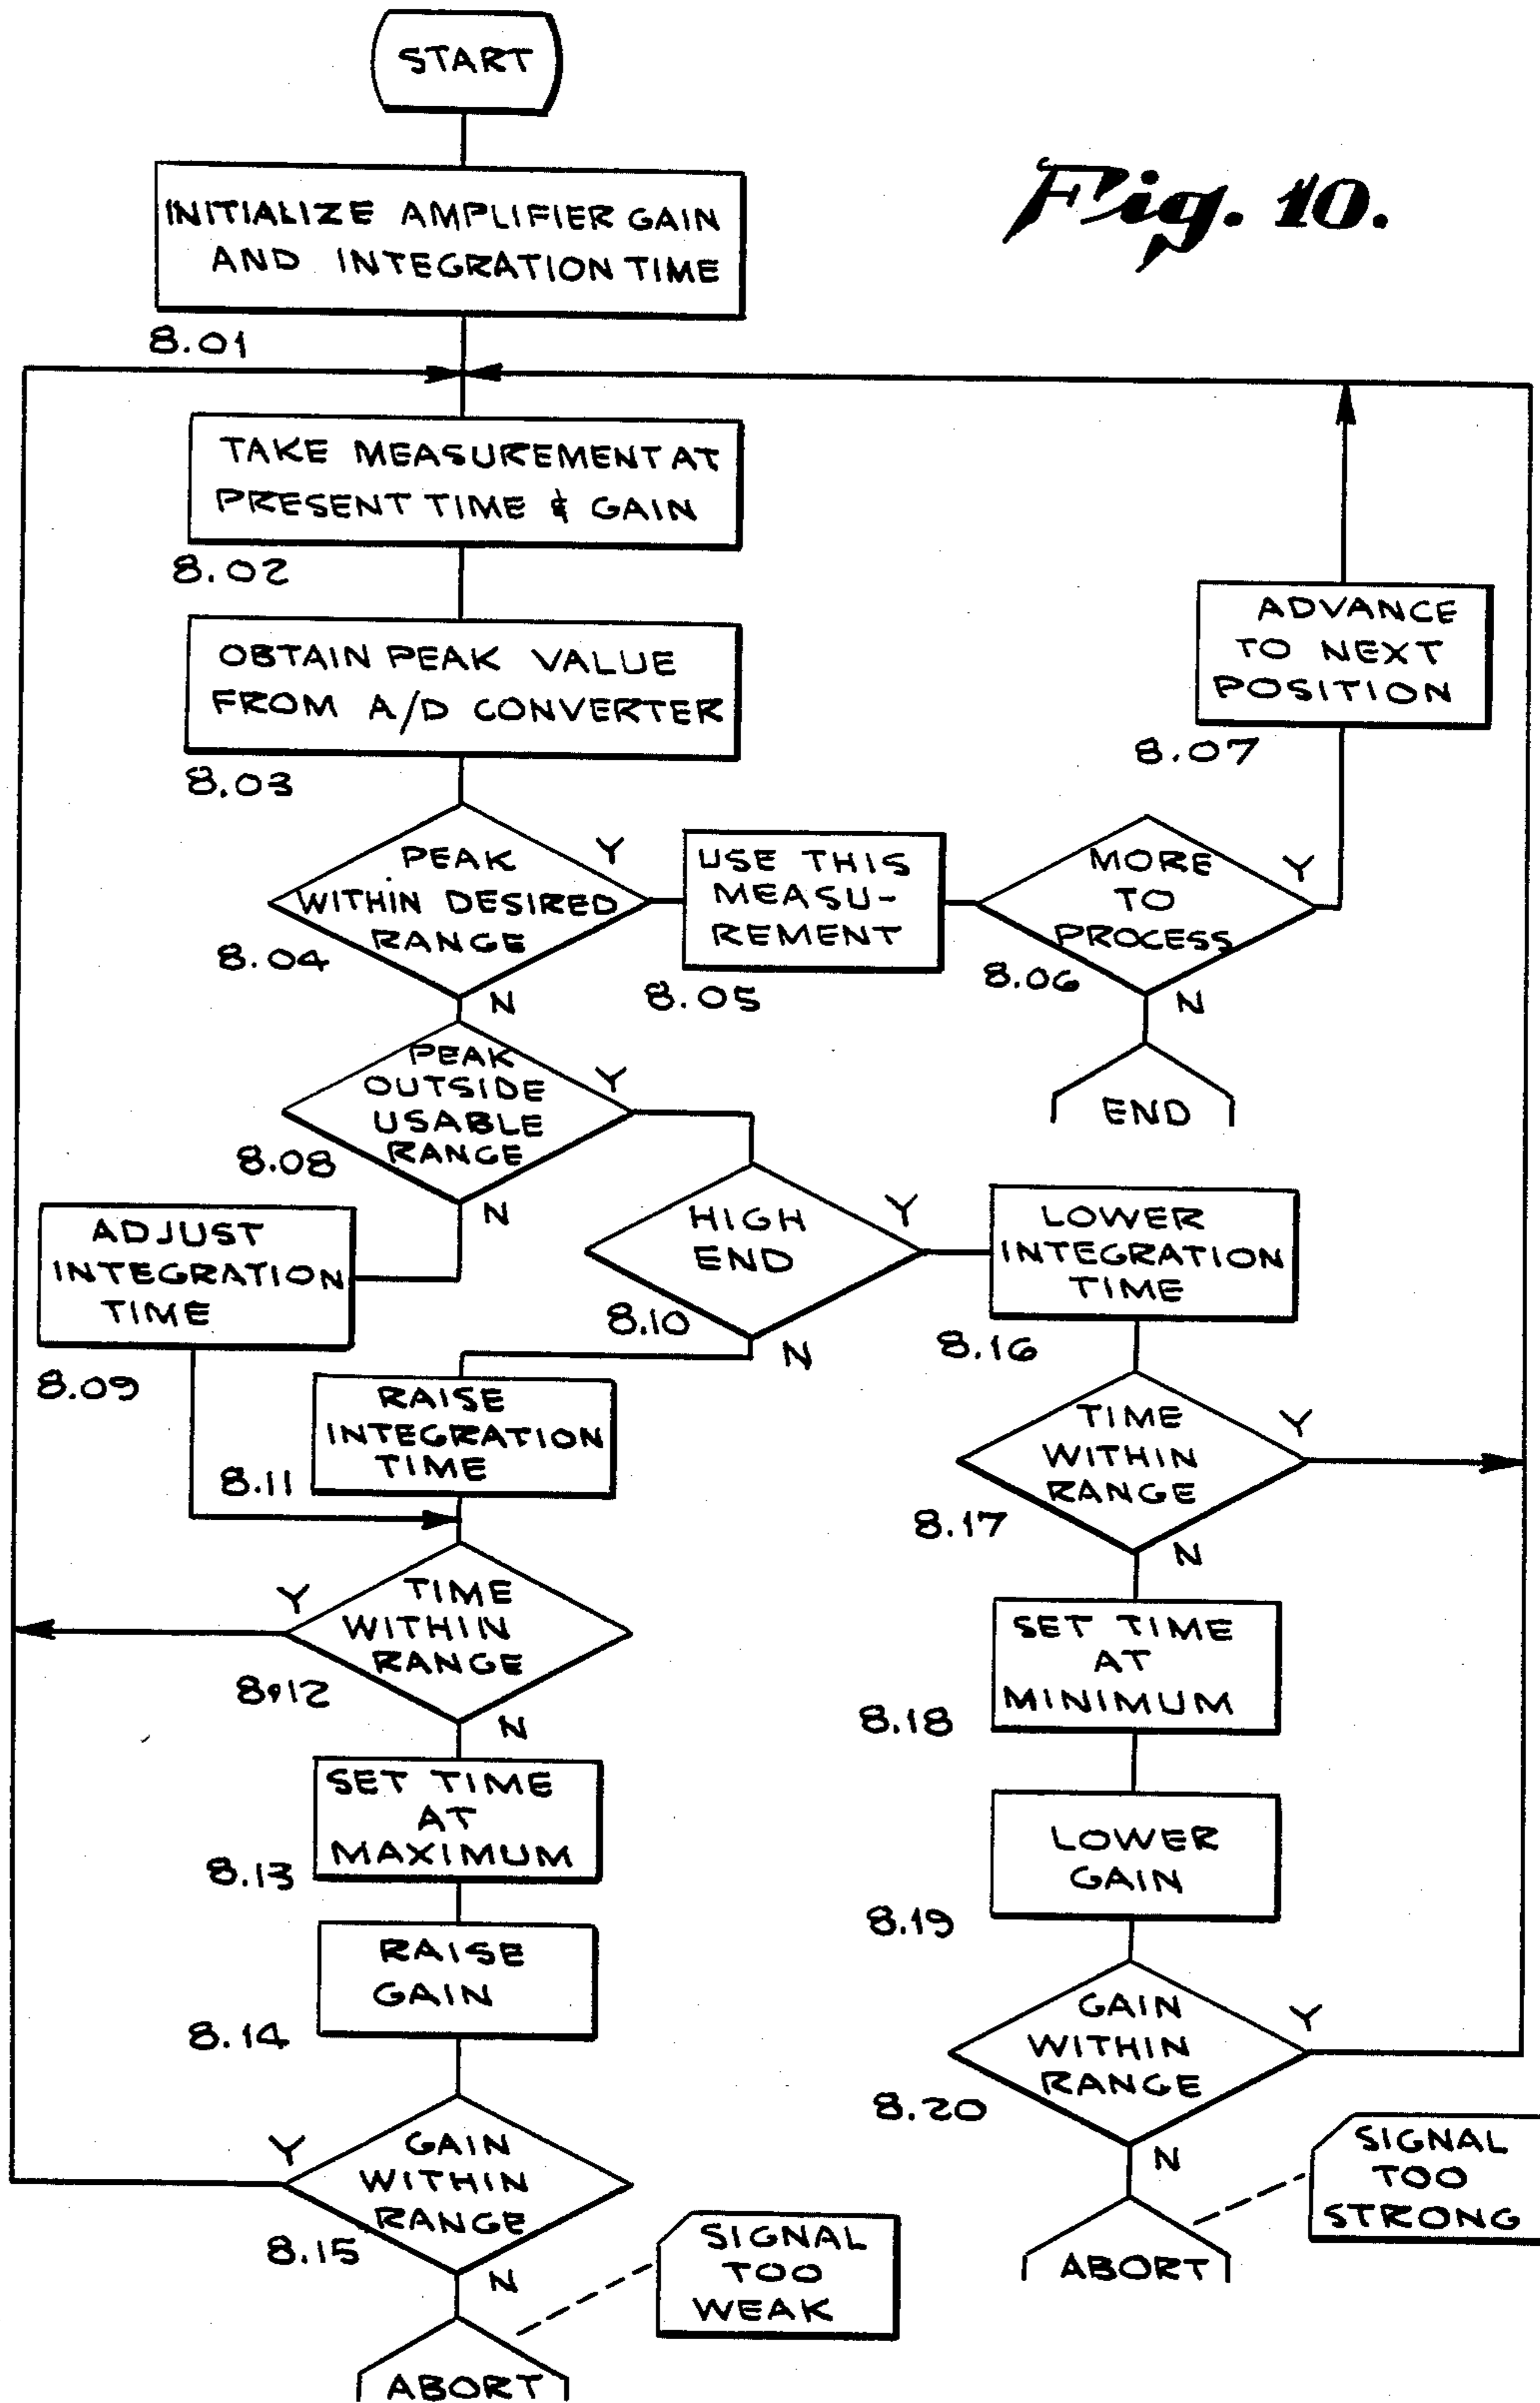 START
Fig. 10.
INITIALIZE AMPLIFIER GAIN
AND INTEGRATION TIME
8.01
TAKE MEASUREMENT AT
PRESENT TIME & GAIN
8.02
OBTAIN PEAK VALUE
FROM A/D CONVERTER
8.03
ADVANCE
TO NEXT
POSITION
8.07
PEAK
WITHIN DESIRED
RANGE
8.04
Y
N
USE THIS
MEASU-
REMENT
8.05
MORE
TO
PROCESS
8.06
Y
N
END
PEAK
OUTSIDE
USABLE
RANGE
8.08
Y
N
ADJUST
INTEGRATION
TIME
8.09
HIGH
END
8.10
Y
N
LOWER
INTEGRATION
TIME
8.16
RAISE
INTEGRATION
TIME
8.11
TIME
WITHIN
RANGE
8.17
Y
N
TIME
WITHIN
RANGE
8.12
Y
N
SET TIME
AT
MINIMUM
8.18
SET TIME
AT
MAXIMUM
8.13
LOWER
GAIN
8.19
RAISE
GAIN
8.14
GAIN
WITHIN
RANGE
8.20
Y
N
SIGNAL
TOO
STRONG
ABORT
GAIN
WITHIN
RANGE
8.15
Y
N
SIGNAL
TOO
WEAK
ABORT